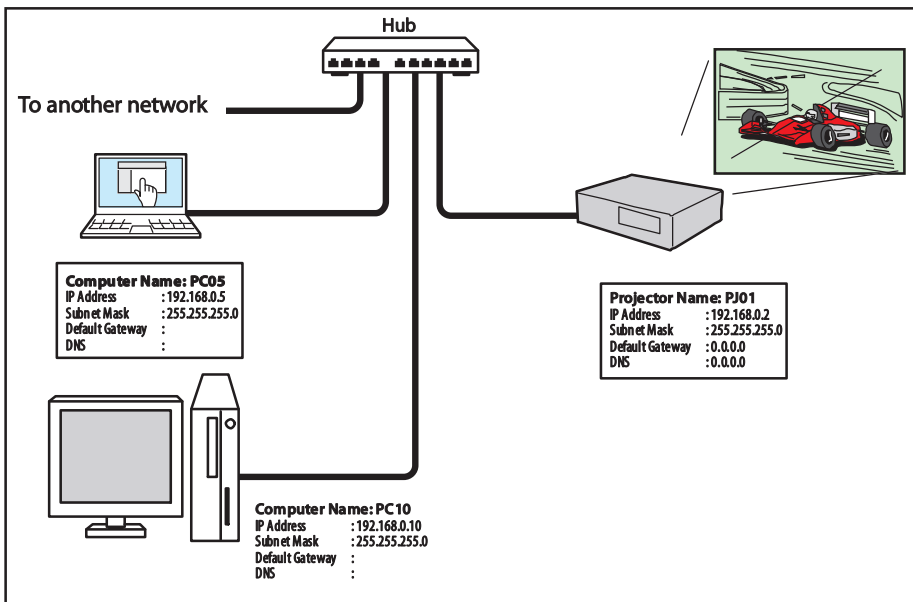 Hub
To another network
Computer Name: PC05
IP Address : 192.168.0.5
Subnet Mask : 255.255.255.0
Default Gateway :
DNS :
Projector Name: PJ01
IP Address : 192.168.0.2
Subnet Mask : 255.255.255.0
Default Gateway : 0.0.0.0
DNS : 0.0.0.0
Computer Name: PC10
IP Address : 192.168.0.10
Subnet Mask : 255.255.255.0
Default Gateway :
DNS :